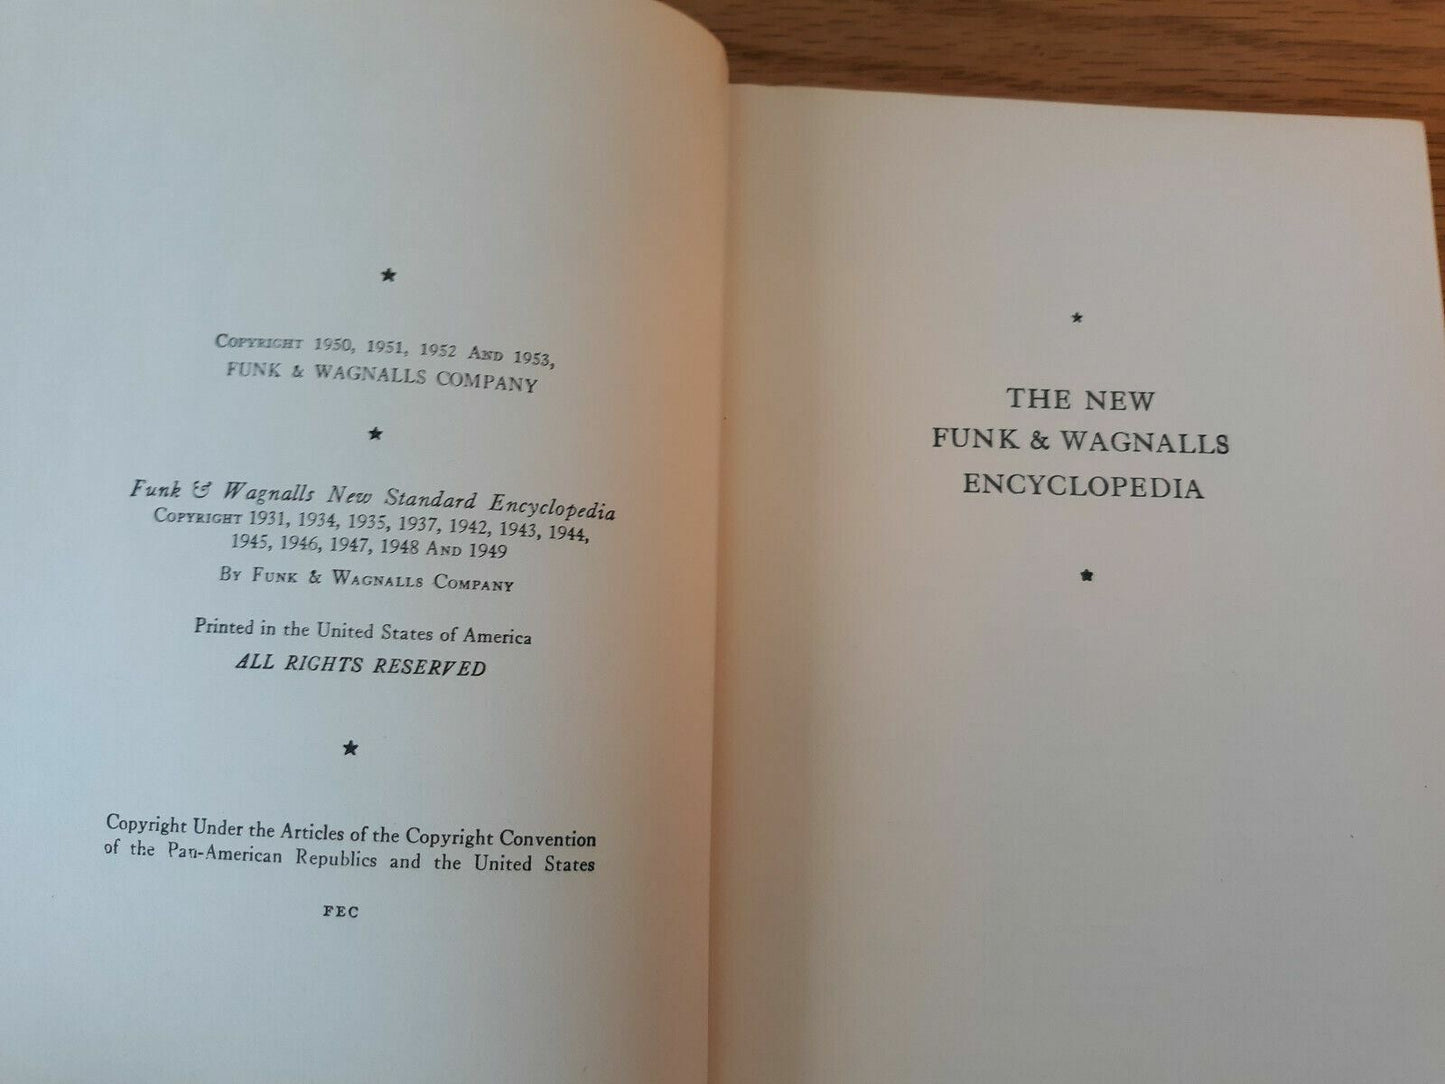 ★
COPYRIGHT 1950, 1951, 1952 AND 1953,
FUNK & WAGNALLS COMPANY
★
Funk & Wagnalls New Standard Encyclopedia
COPYRIGHT 1931, 1934, 1935, 1937, 1942, 1943, 1944,
1945, 1946, 1947, 1948 AND 1949
BY FUNK & WAGNALLS COMPANY
Printed in the United States of America
ALL RIGHTS RESERVED
★
Copyright Under the Articles of the Copyright Convention
of the Pan-American Republics and the United States
FEC
★
THE NEW
FUNK & WAGNALLS
ENCYCLOPEDIA
★